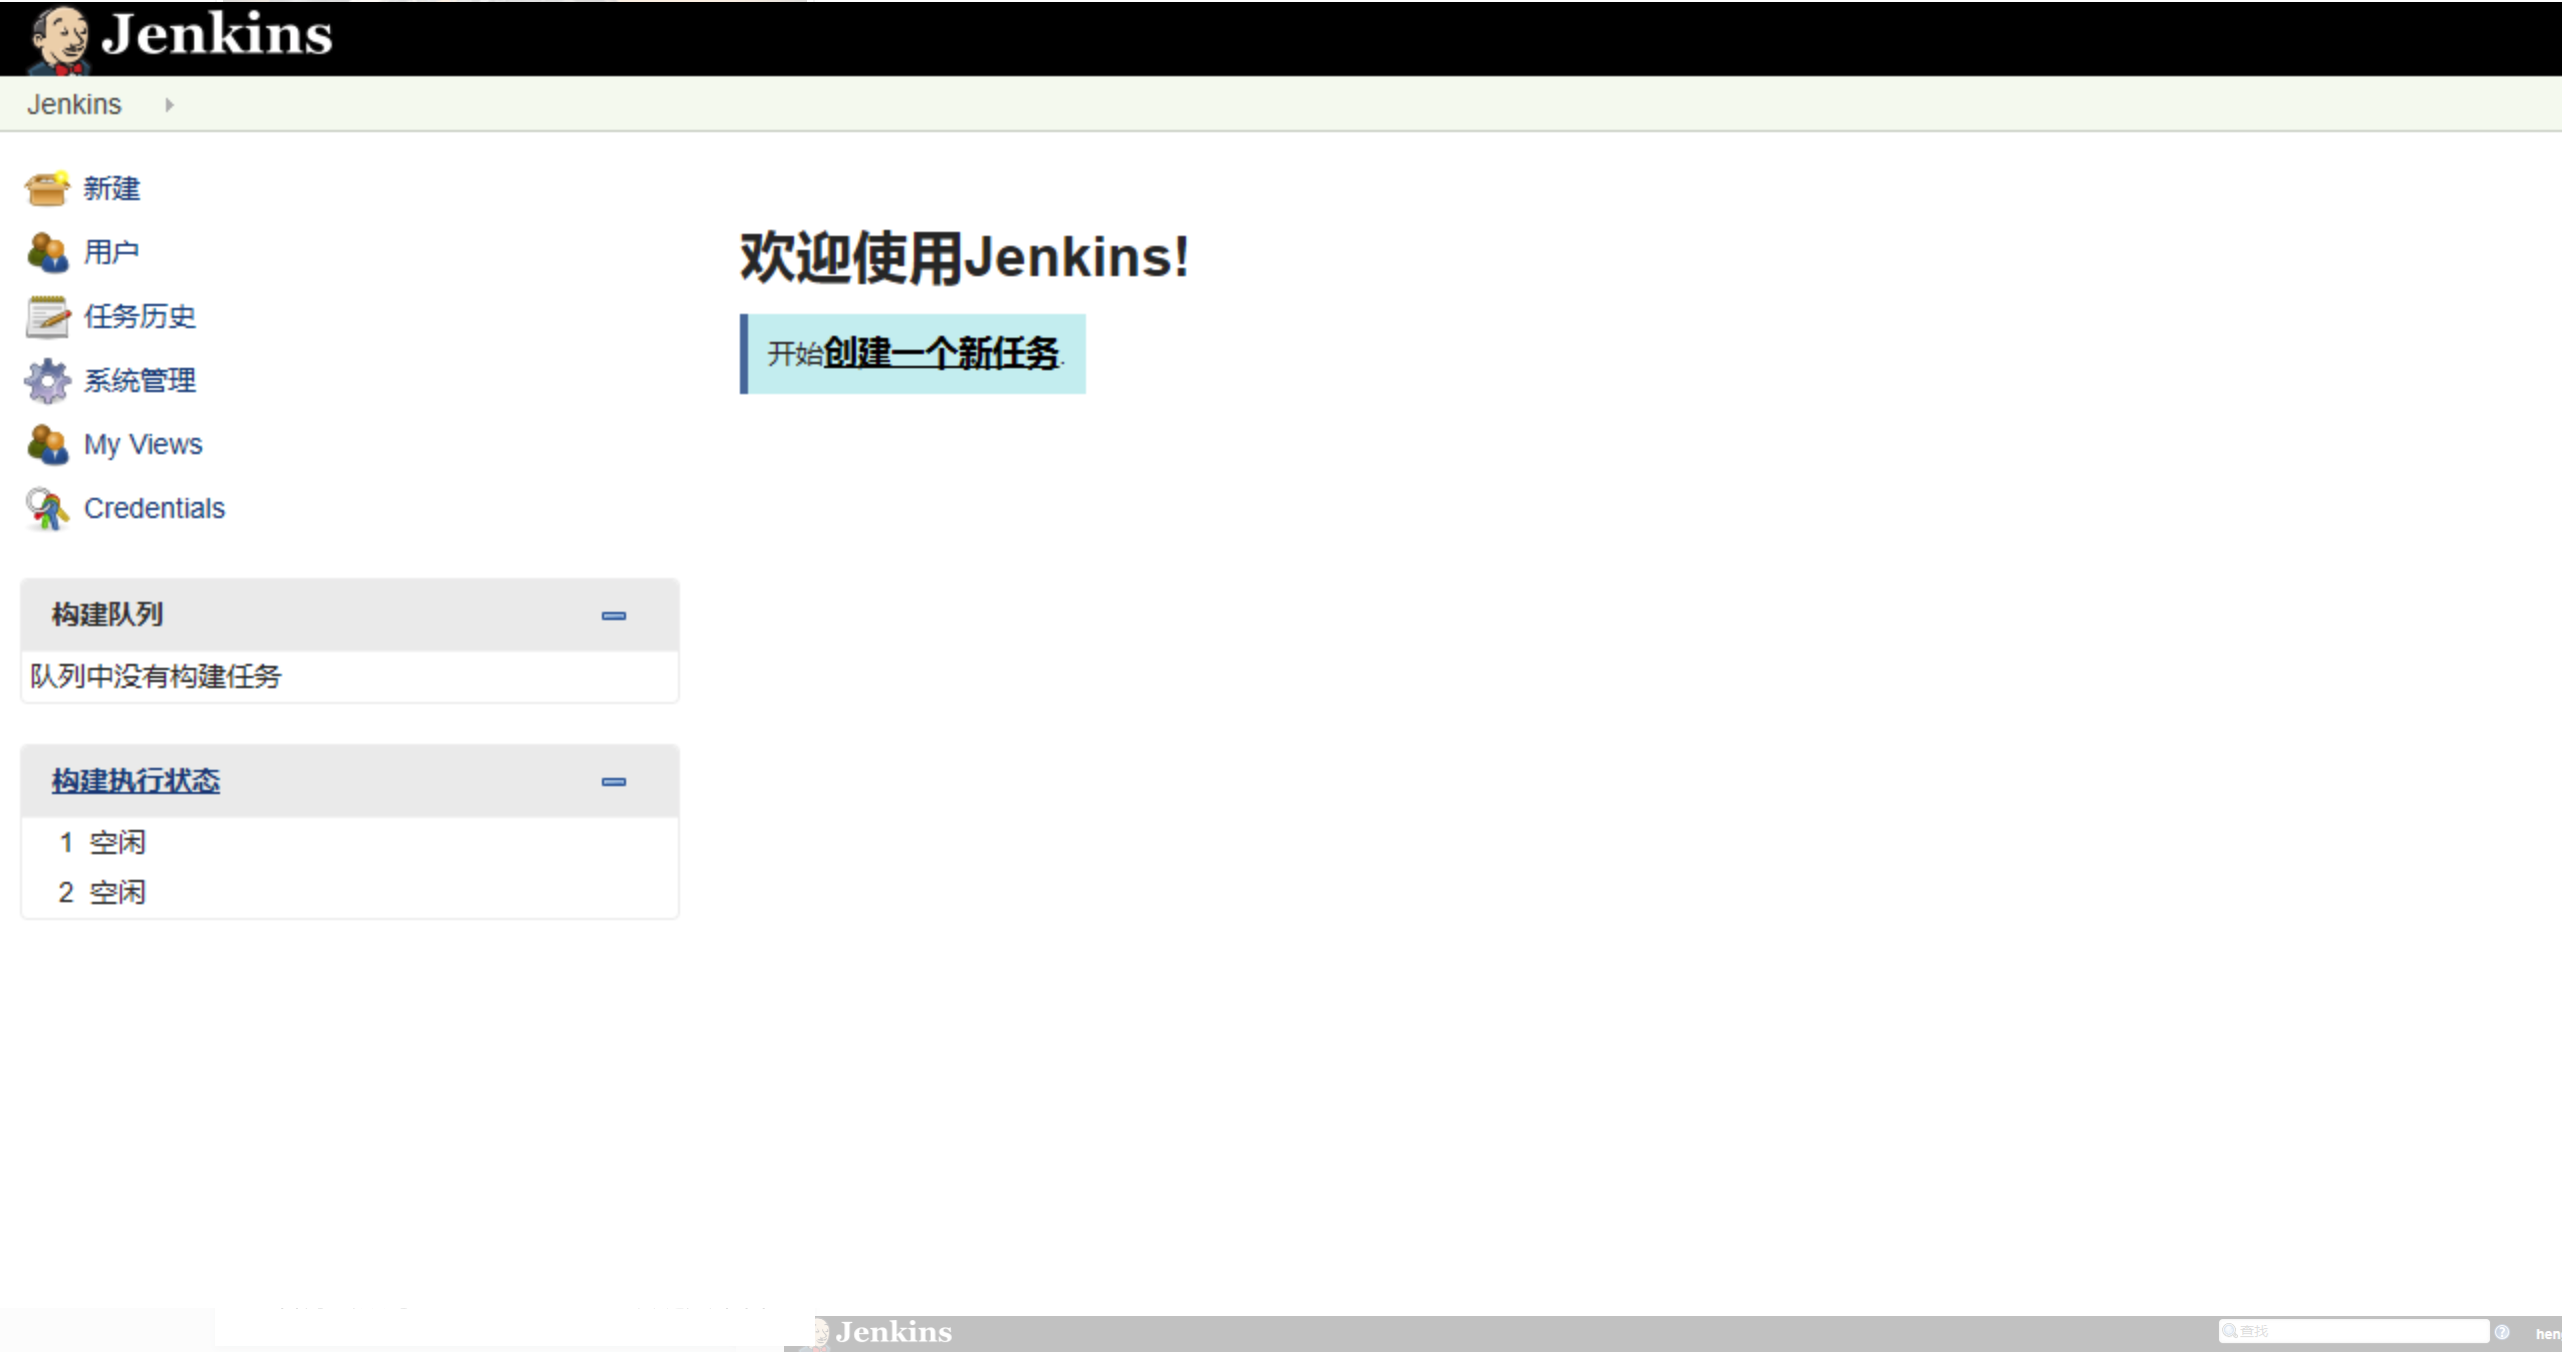 Jenkins
Jenkins
新建
用户
任务历史
系统管理
My Views
Credentials
欢迎使用Jenkins!
开始创建一个新任务.
构建队列
队列中没有构建任务
构建执行状态
1 空闲
2 空闲
Jenkins
查找